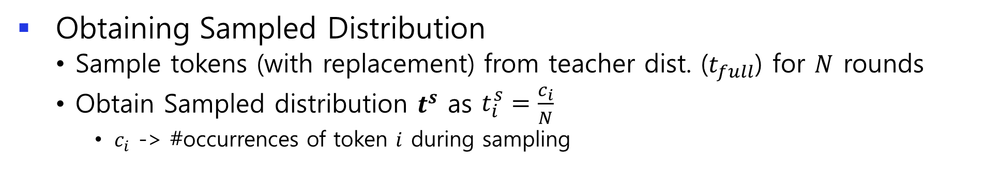 ▪ Obtaining Sampled Distribution
• Sample tokens (with replacement) from teacher dist. ($t_{full}$) for $N$ rounds
• Obtain Sampled distribution $\boldsymbol{t^s}$ as $t_i^s = \frac{c_i}{N}$
• $c_i$ -> #occurrences of token $i$ during sampling